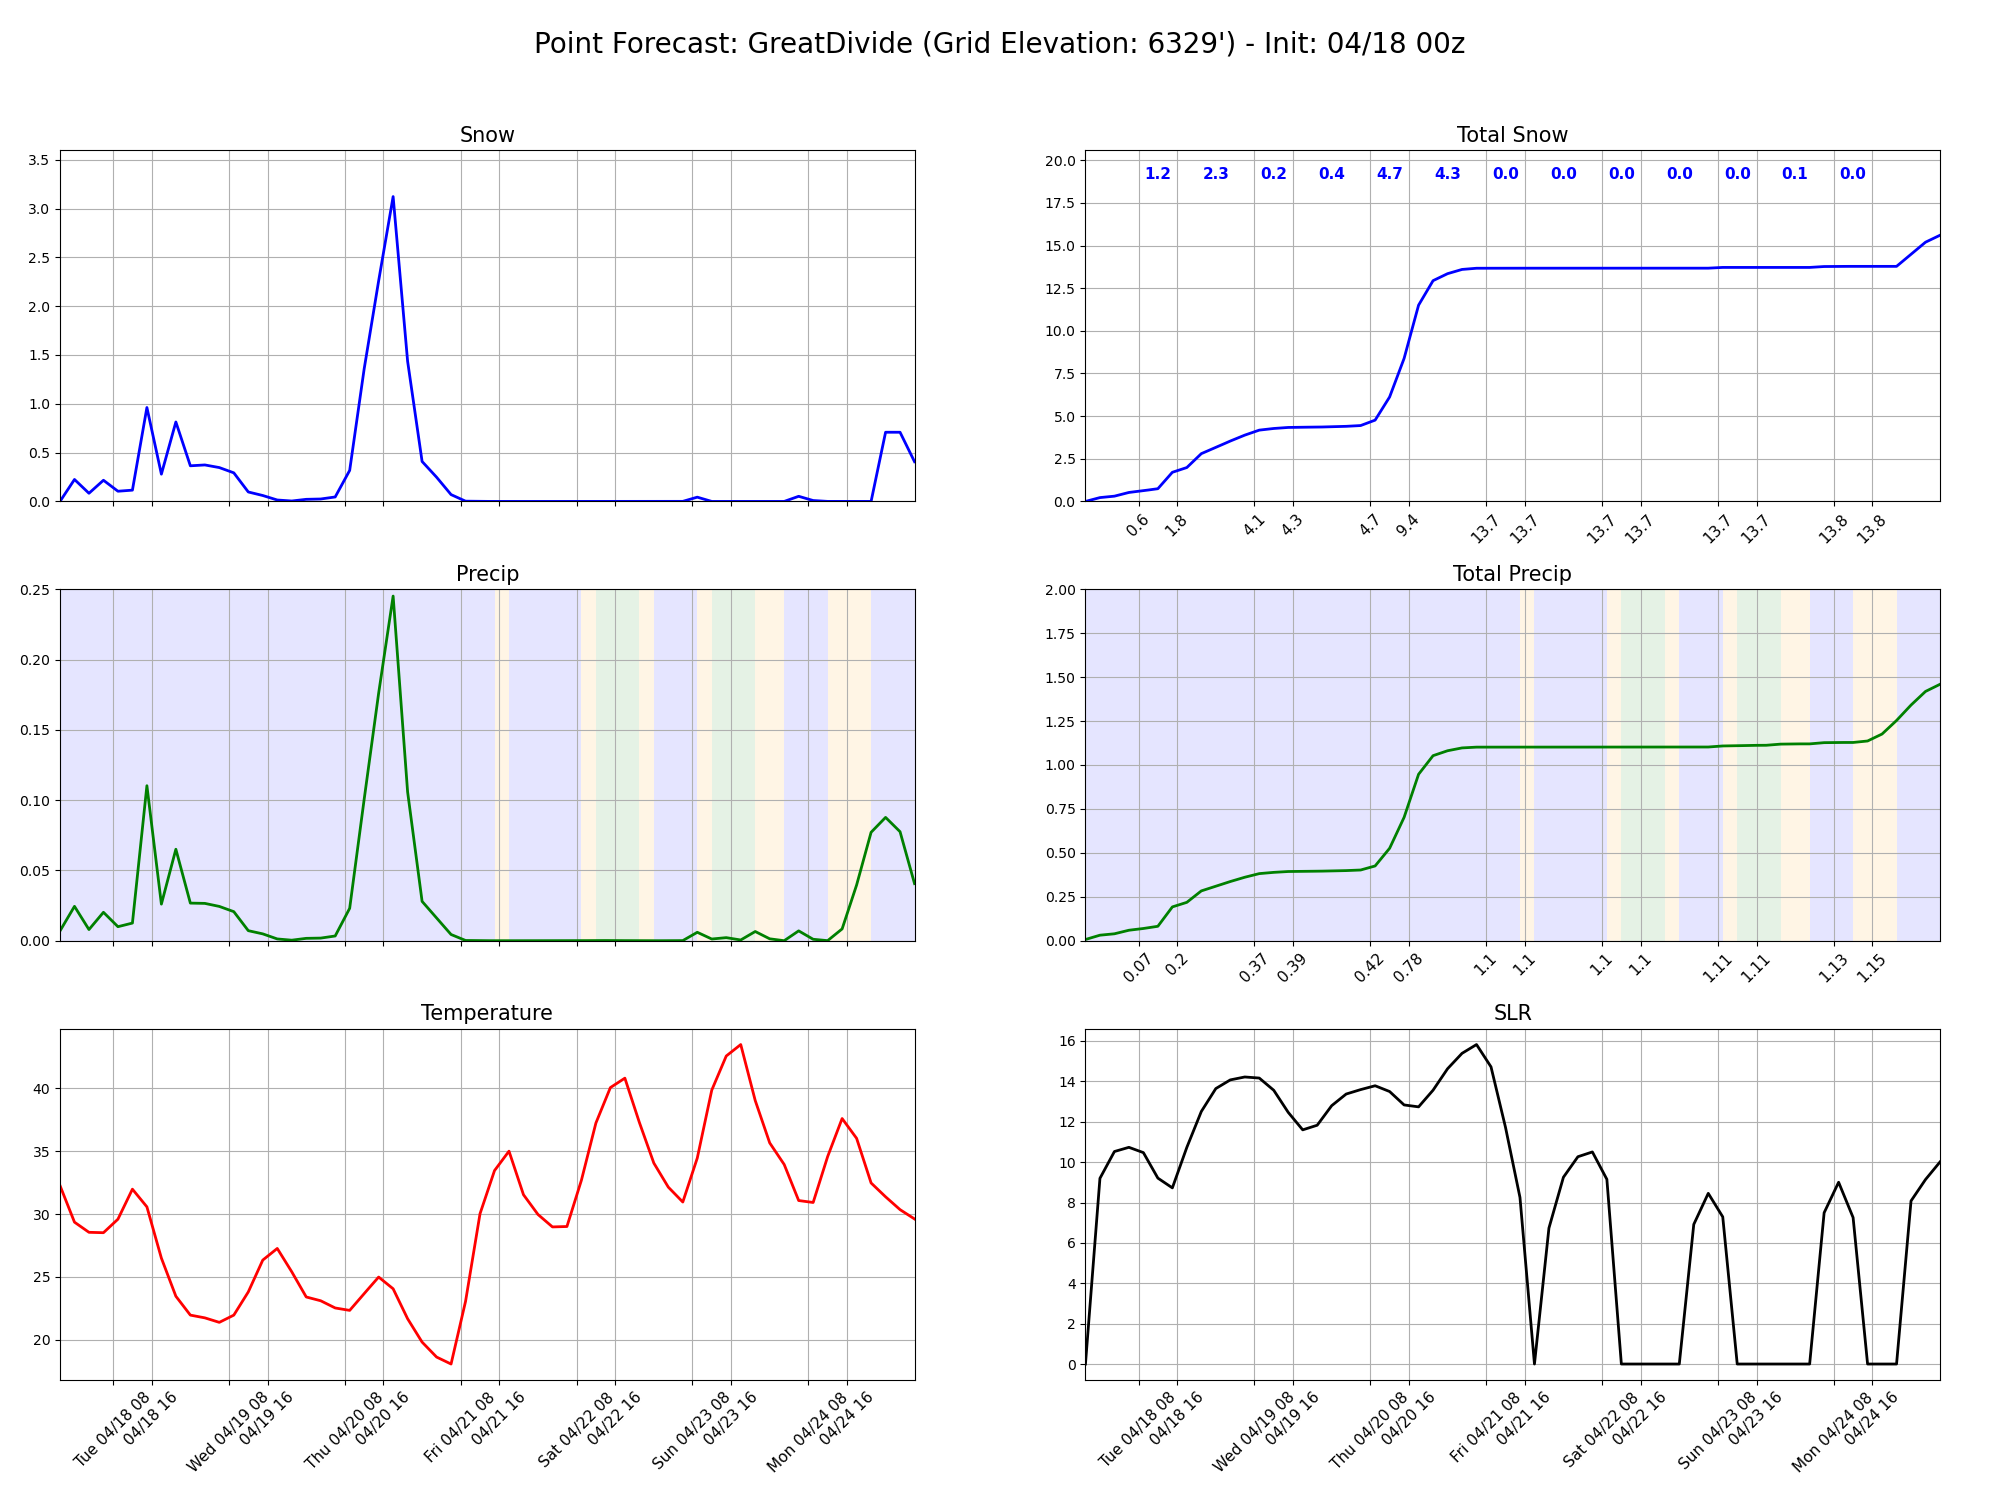 Point Forecast: GreatDivide (Grid Elevation: 6329') - Init: 04/18 00z
Snow
3.5
3.0
2.5
2.0
1.5
1.0
0.5
0.0
Total Snow
1.2 2.3 0.2 0.4 4.7 4.3 0.0 0.0 0.0 0.0 0.0 0.1 0.0
20.0
17.5
15.0
12.5
10.0
7.5
5.0
2.5
0.0
0.6 1.8 4.1 4.3 4.7 9.4 13.7 13.7 13.7 13.7 13.7 13.7 13.8 13.8
Precip
0.25
0.20
0.15
0.10
0.05
0.00
Total Precip
2.00
1.75
1.50
1.25
1.00
0.75
0.50
0.25
0.00
0.07 0.2 0.37 0.39 0.42 0.78 1.1 1.1 1.1 1.1 1.11 1.11 1.13 1.15
Temperature
40
35
30
25
20
Tue 04/18 08
04/18 16
Wed 04/19 08
04/19 16
Thu 04/20 08
04/20 16
Fri 04/21 08
04/21 16
Sat 04/22 08
04/22 16
Sun 04/23 08
04/23 16
Mon 04/24 08
04/24 16
SLR
16
14
12
10
8
6
4
2
0
Tue 04/18 08
04/18 16
Wed 04/19 08
04/19 16
Thu 04/20 08
04/20 16
Fri 04/21 08
04/21 16
Sat 04/22 08
04/22 16
Sun 04/23 08
04/23 16
Mon 04/24 08
04/24 16